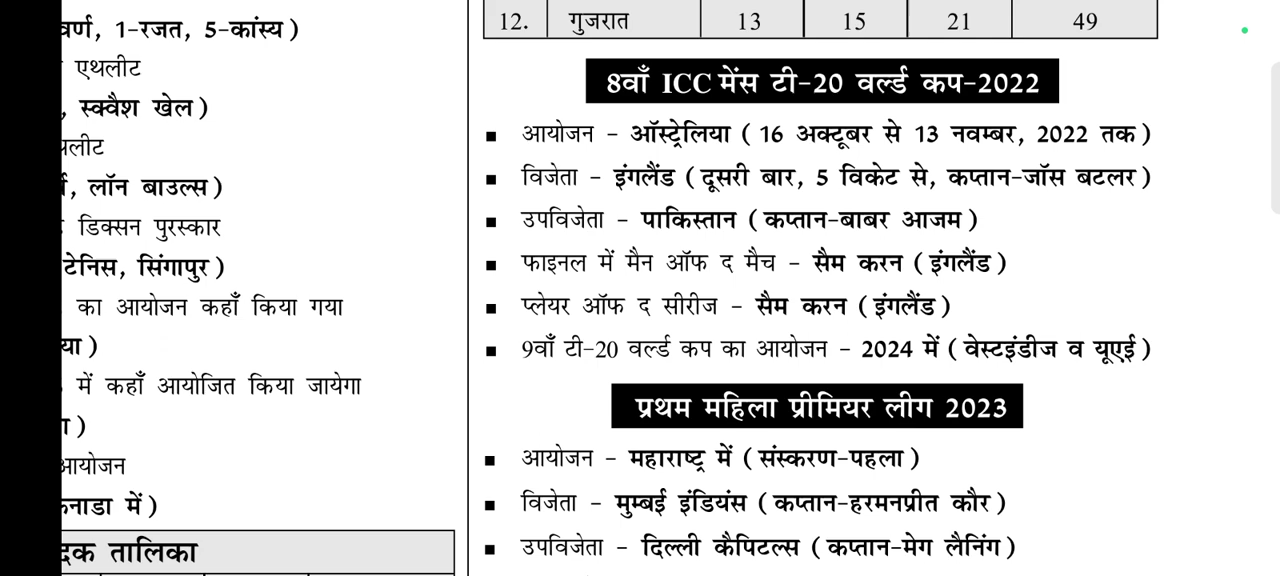 वर्ण, 1-रजत, 5-कांस्य)
एथलीट
, स्क्वैश खेल)
थलीट
, लॉन बाउल्स)
डिक्सन पुरस्कार
टेनिस, सिंगापुर)
का आयोजन कहाँ किया गया
या)
में कहाँ आयोजित किया जायेगा
ा)
आयोजन
कनाडा में)
दक तालिका
12. गुजरात 13 15 21 49
8वाँ ICC मेंस टी-20 वर्ल्ड कप-2022
▪ आयोजन - ऑस्ट्रेलिया (16 अक्टूबर से 13 नवम्बर, 2022 तक)
▪ विजेता - इंगलैंड (दूसरी बार, 5 विकेट से, कप्तान-जॉस बटलर)
▪ उपविजेता - पाकिस्तान (कप्तान-बाबर आजम)
▪ फाइनल में मैन ऑफ द मैच - सैम करन (इंगलैंड)
▪ प्लेयर ऑफ द सीरीज - सैम करन (इंगलैंड)
▪ 9वाँ टी-20 वर्ल्ड कप का आयोजन - 2024 में (वेस्टइंडीज व यूएई)
प्रथम महिला प्रीमियर लीग 2023
▪ आयोजन - महाराष्ट्र में (संस्करण-पहला)
▪ विजेता - मुम्बई इंडियंस (कप्तान-हरमनप्रीत कौर)
▪ उपविजेता - दिल्ली कैपिटल्स (कप्तान-मेग लैनिंग)